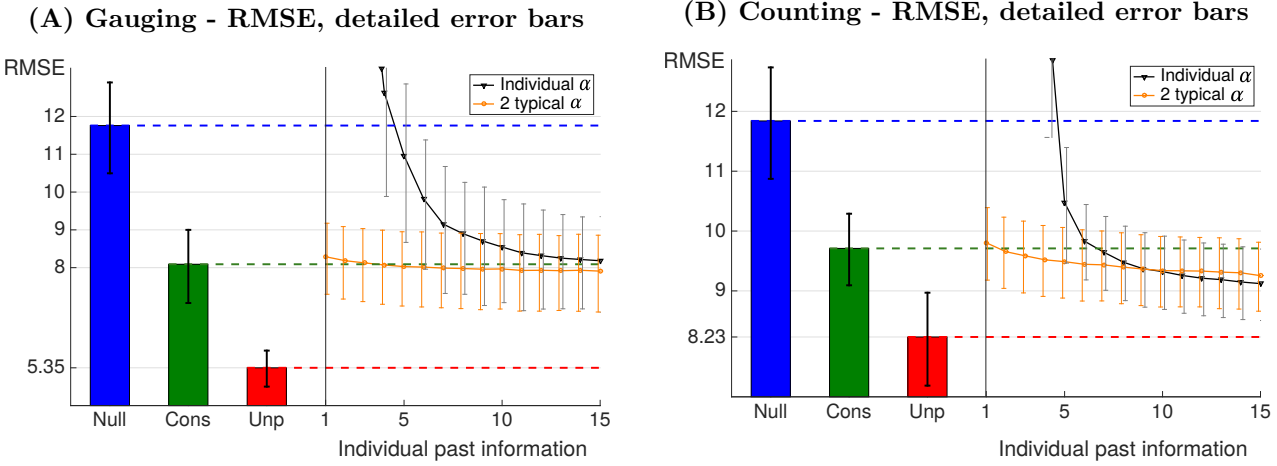 (A) Gauging - RMSE, detailed error bars
RMSE
Individual α
2 typical α
12
11
10
9
8
5.35
Null Cons Unp 1 5 10 15
Individual past information
(B) Counting - RMSE, detailed error bars
RMSE
Individual α
2 typical α
12
11
10
9
8.23
Null Cons Unp 1 5 10 15
Individual past information